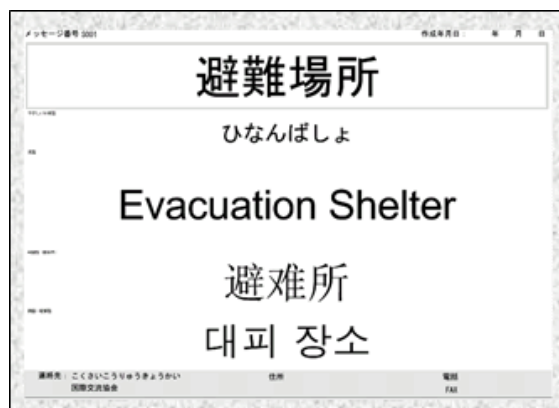 メッセージ番号 S001 作成年月日： 年 月 日
避難場所
ひなんばしょ
Evacuation Shelter
避难所
대피 장소
連絡先： こくさいこうりゅうきょうかい 住所 電話
国際交流協会 FAX